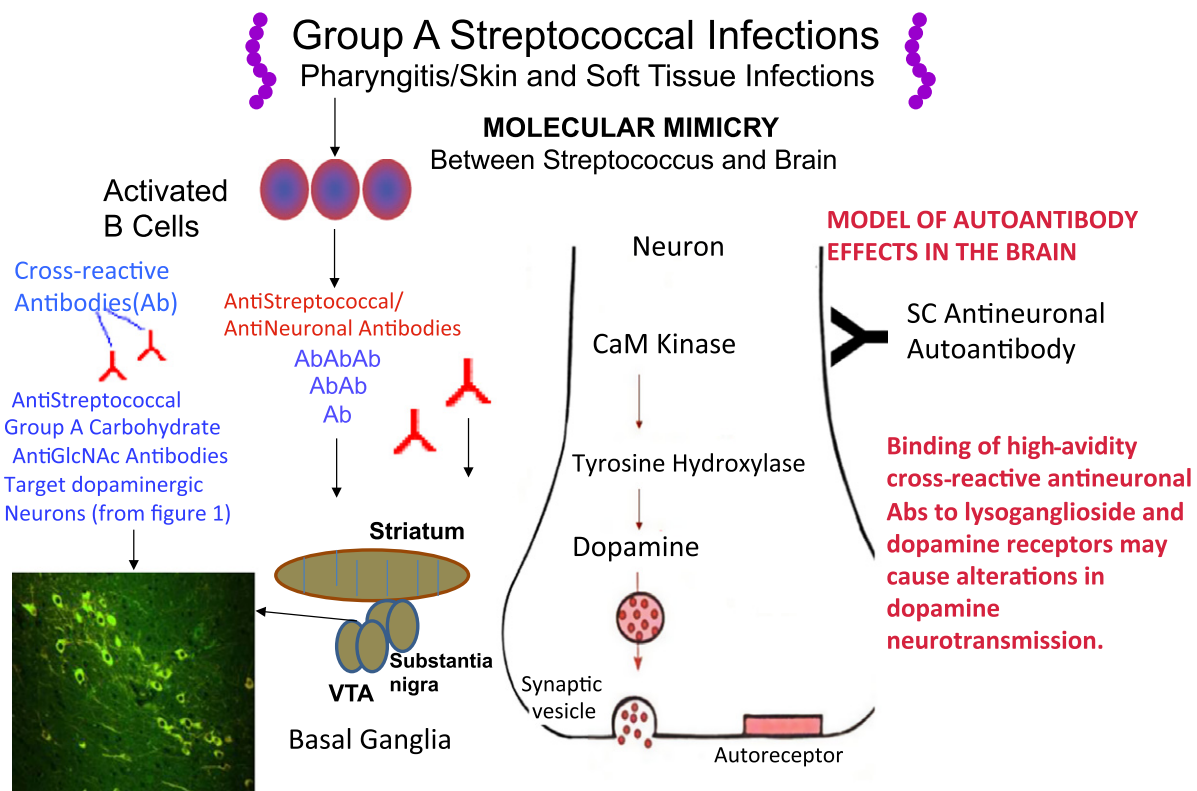 Group A Streptococcal Infections
Pharyngitis/Skin and Soft Tissue Infections
MOLECULAR MIMICRY
Between Streptococcus and Brain
Activated
B Cells
Cross-reactive
Antibodies(Ab)
AntiStreptococcal
Group A Carbohydrate
AntiGlcNAc Antibodies
Target dopaminergic
Neurons (from figure 1)
AntiStreptococcal/
AntiNeuronal Antibodies
AbAbAb
AbAb
Ab
Striatum
Substantia
nigra
VTA
Basal Ganglia
Neuron
CaM Kinase
Tyrosine Hydroxylase
Dopamine
Synaptic
vesicle
Autoreceptor
MODEL OF AUTOANTIBODY
EFFECTS IN THE BRAIN
SC Antineuronal
Autoantibody
Binding of high-avidity
cross-reactive antineuronal
Abs to lysoganglioside and
dopamine receptors may
cause alterations in
dopamine
neurotransmission.